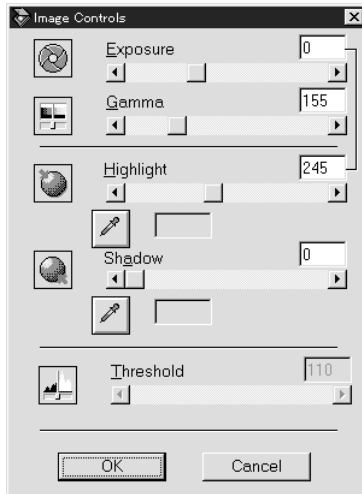 Image Controls
Exposure 0
Gamma 155
Highlight 245
Shadow 0
Threshold 110
OK Cancel